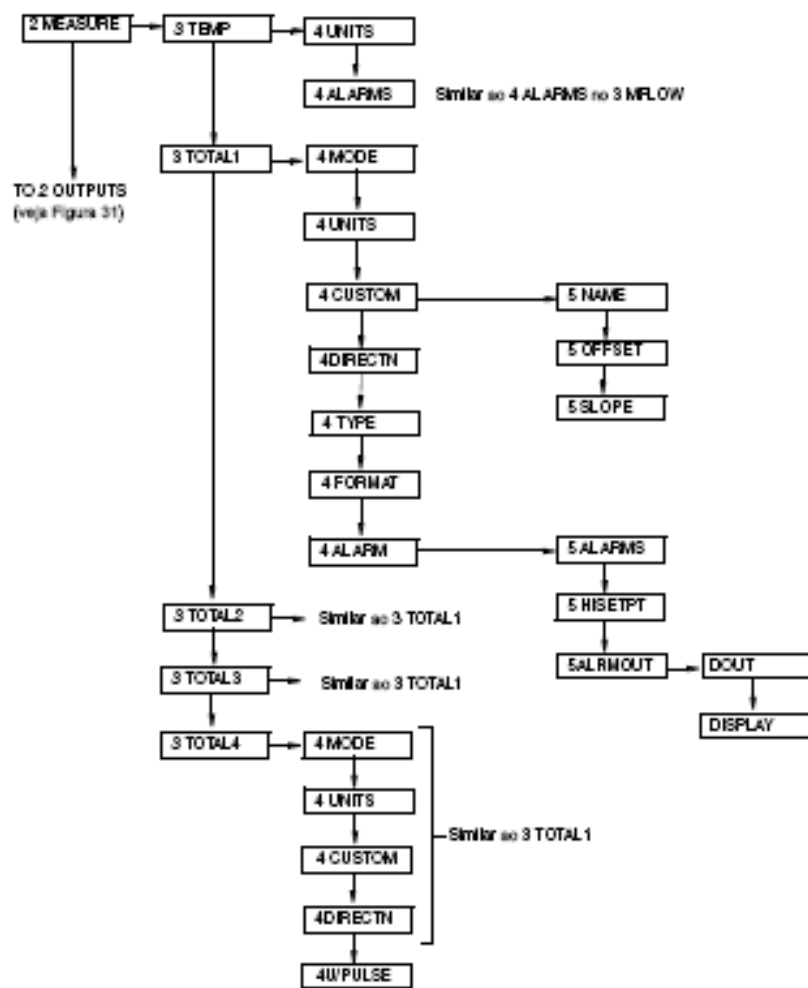 2 MEASURE
3 TEMP
4 UNITS
4 ALARMS
Similar ao 4 ALARMS no 3 MFLOW
3 TOTAL1
4 MODE
TO 2 OUTPUTS
(veja Figura 31)
4 UNITS
4 CUSTOM
5 NAME
4DIRECTN
5 OFFSET
4 TYPE
5 SLOPE
4 FORMAT
4 ALARM
5 ALARMS
3 TOTAL2
Similar ao 3 TOTAL1
5 HISETPT
3 TOTAL3
Similar ao 3 TOTAL1
5ALRMOUT
DOUT
3 TOTAL4
4 MODE
DISPLAY
4 UNITS
Similar ao 3 TOTAL1
4 CUSTOM
4DIRECTN
4U/PULSE